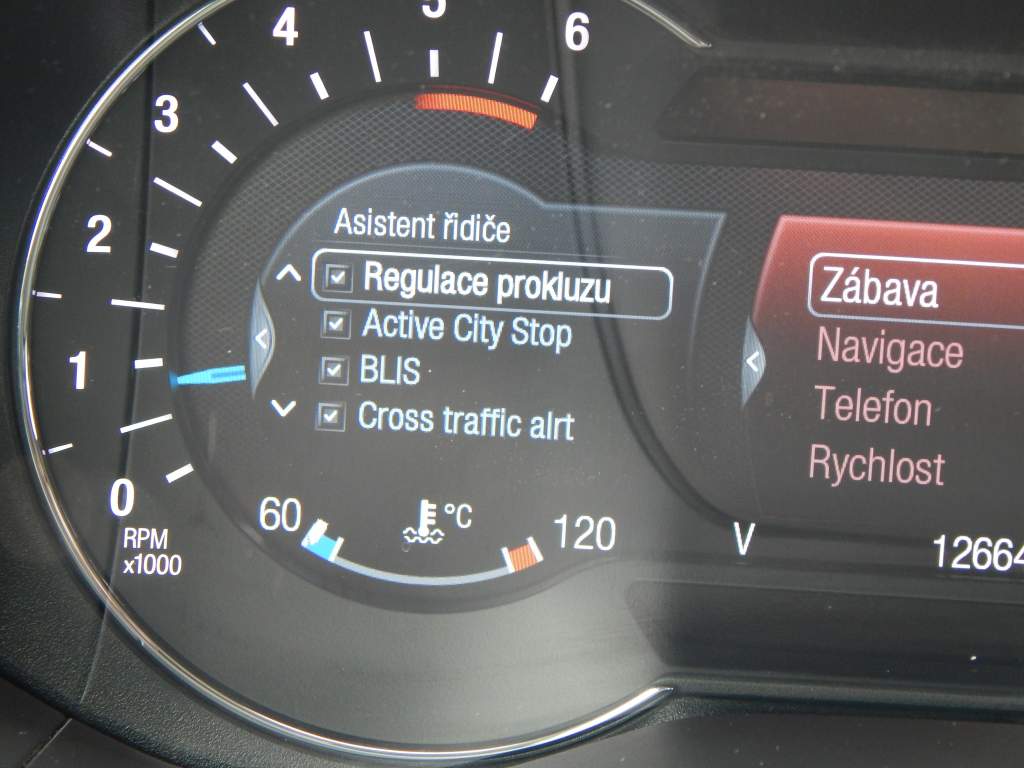 6
5
4
3
2
1
0
RPM
x1000
Asistent řidiče
Regulace prokluzu
Active City Stop
BLIS
Cross traffic alrt
60
°C
120
Zábava
Navigace
Telefon
Rychlost
V
12664